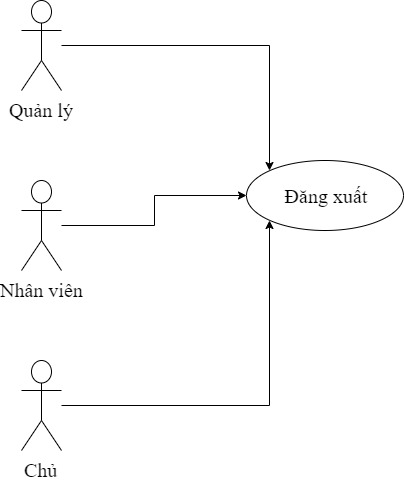 Quản lý
Đăng xuất
Nhân viên
Chủ